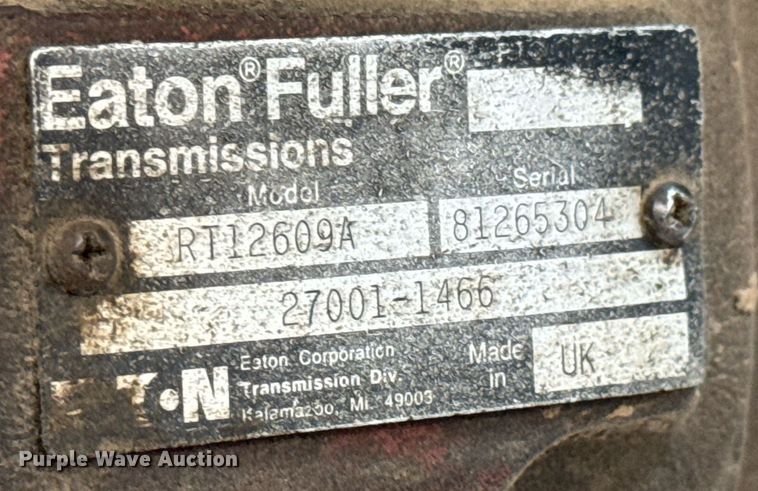 Eaton® Fuller®
Transmissions
Model
Serial
RT12609A
81265304
27001-1466
Eaton Corporation
Transmission Div.
Kalamazoo, MI. 49003
Made
in
UK
Purple Wave Auction